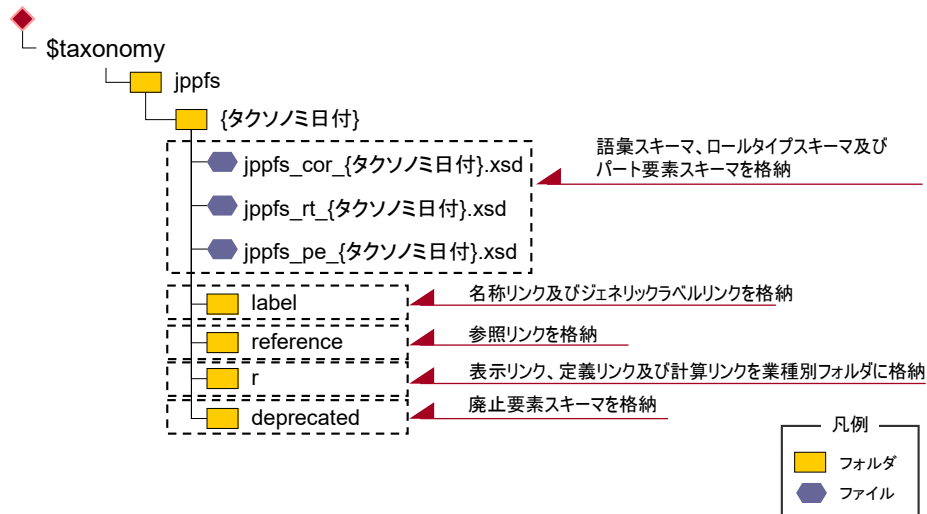 $taxonomy
jppfs
{タクソノミ日付}
jppfs_cor_{タクソノミ日付}.xsd
語彙スキーマ、ロールタイプスキーマ及び
パート要素スキーマを格納
jppfs_rt_{タクソノミ日付}.xsd
jppfs_pe_{タクソノミ日付}.xsd
label
名称リンク及びジェネリックラベルリンクを格納
reference
参照リンクを格納
r
表示リンク、定義リンク及び計算リンクを業種別フォルダに格納
deprecated
廃止要素スキーマを格納
凡例
フォルダ
ファイル